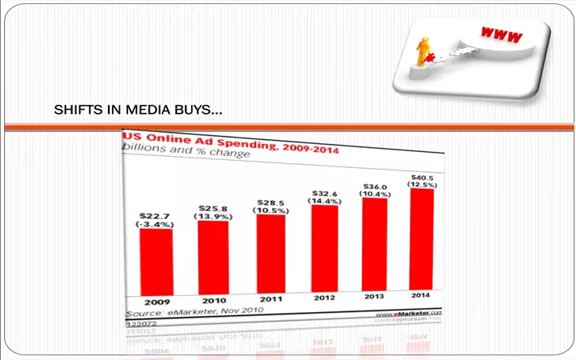 WWW
SHIFTS IN MEDIA BUYS...
US Online Ad Spending, 2009-2014
billions and % change
$22.7
(-3.4%)
$25.8
(13.9%)
$28.5
(10.5%)
$32.6
(14.4%)
$36.0
(10.4%)
$40.5
(12.5%)
2009 2010 2011 2012 2013 2014
Source: eMarketer, Nov 2010
122072 www.eMarketer.com